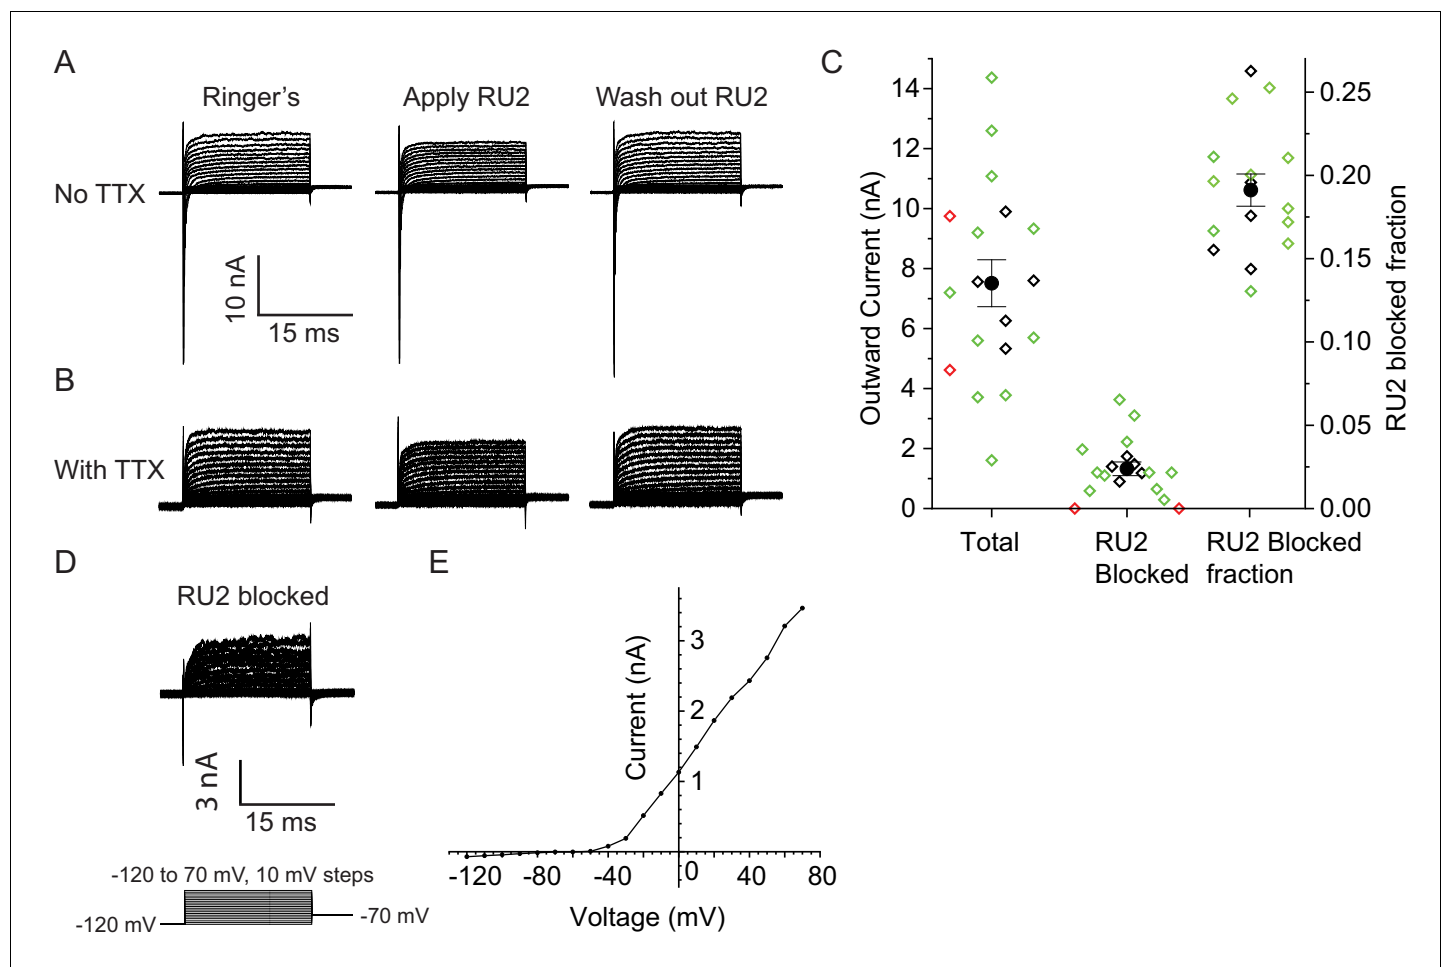 A
Ringer's
Apply RU2
Wash out RU2
No TTX
10 nA
15 ms
B
With TTX
C
14
12
10
8
6
4
2
0
Outward Current (nA)
0.25
0.20
0.15
0.10
0.05
0.00
RU2 blocked fraction
Total
RU2
Blocked
RU2 Blocked
fraction
D
RU2 blocked
3 nA
15 ms
-120 to 70 mV, 10 mV steps
-120 mV
-70 mV
E
Current (nA)
3
2
1
0
-120
-80
-40
40
80
Voltage (mV)